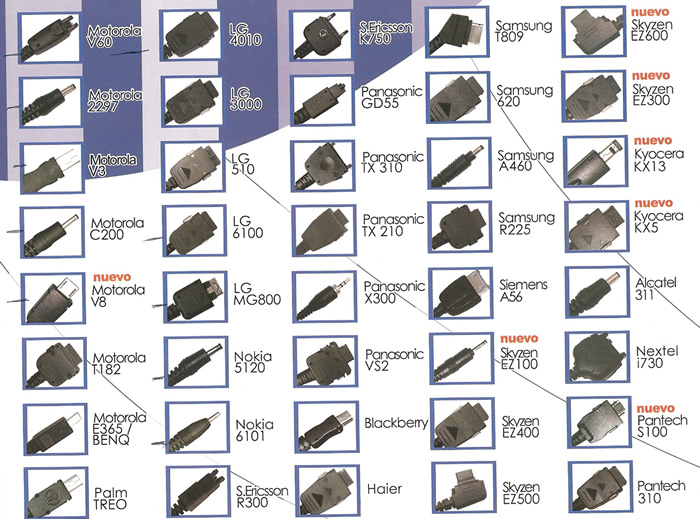 Motorola
V60
Motorola
2297
Motorola
V3
Motorola
C200
nuevo
Motorola
V8
Motorola
T182
Motorola
E365 /
BENQ
Palm
TREO
LG
4010
LG
3000
LG
510
LG
6100
LG
MG800
Nokia
5120
Nokia
6101
S.Ericsson
R300
S.Ericsson
K750
Panasonic
GD55
Panasonic
TX 310
Panasonic
TX 210
Panasonic
X300
Panasonic
VS2
Blackberry
Haier
Samsung
T809
Samsung
620
Samsung
A460
Samsung
R225
Siemens
A56
nuevo
Skyzen
EZ100
Skyzen
EZ400
Skyzen
EZ500
nuevo
Skyzen
EZ600
nuevo
Skyzen
EZ300
nuevo
Kyocera
KX13
nuevo
Kyocera
KX5
Alcatel
311
Nextel
i730
nuevo
Pantech
S100
Pantech
310